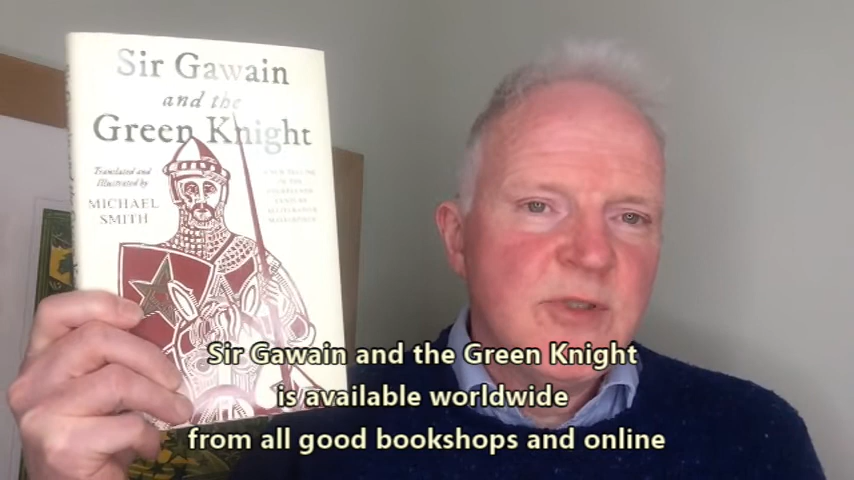 Sir Gawain
and the
Green Knight
Translated and
Illustrated by
MICHAEL
SMITH
Sir Gawain and the Green Knight
is available worldwide
from all good bookshops and online